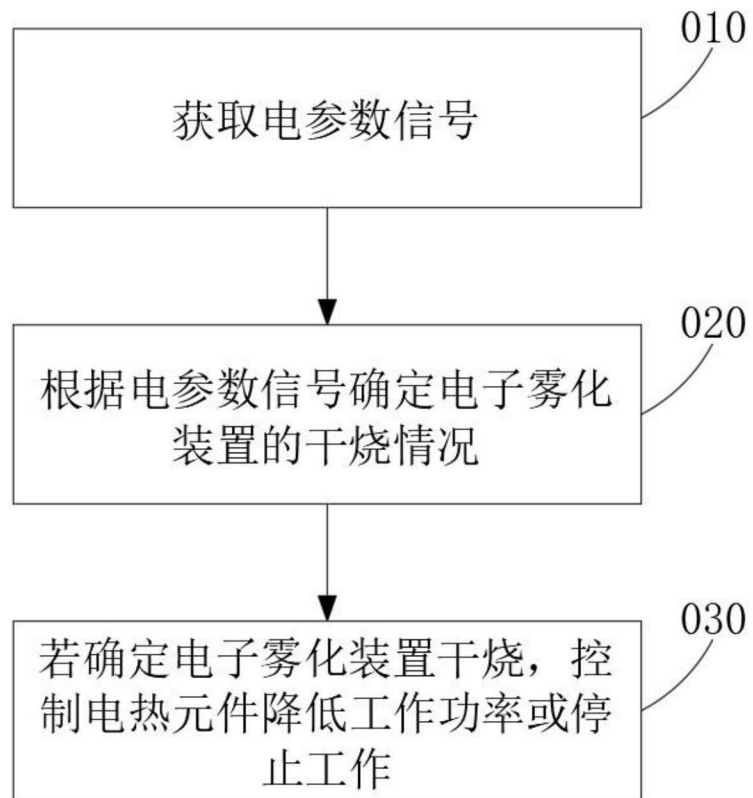 010
获取电参数信号
020
根据电参数信号确定电子雾化
装置的干烧情况
030
若确定电子雾化装置干烧，控
制电热元件降低工作功率或停
止工作